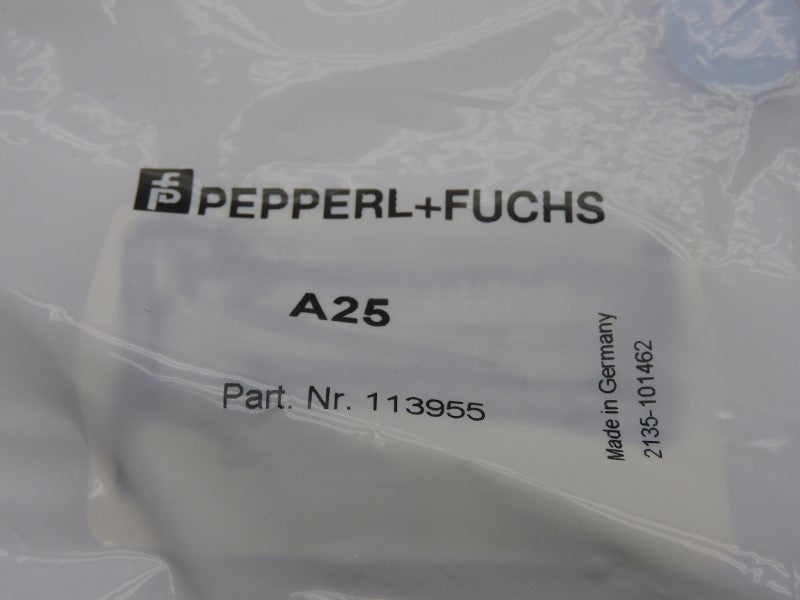 PEPPERL+FUCHS
A25
Part. Nr. 113955
Made in Germany
2135-101462